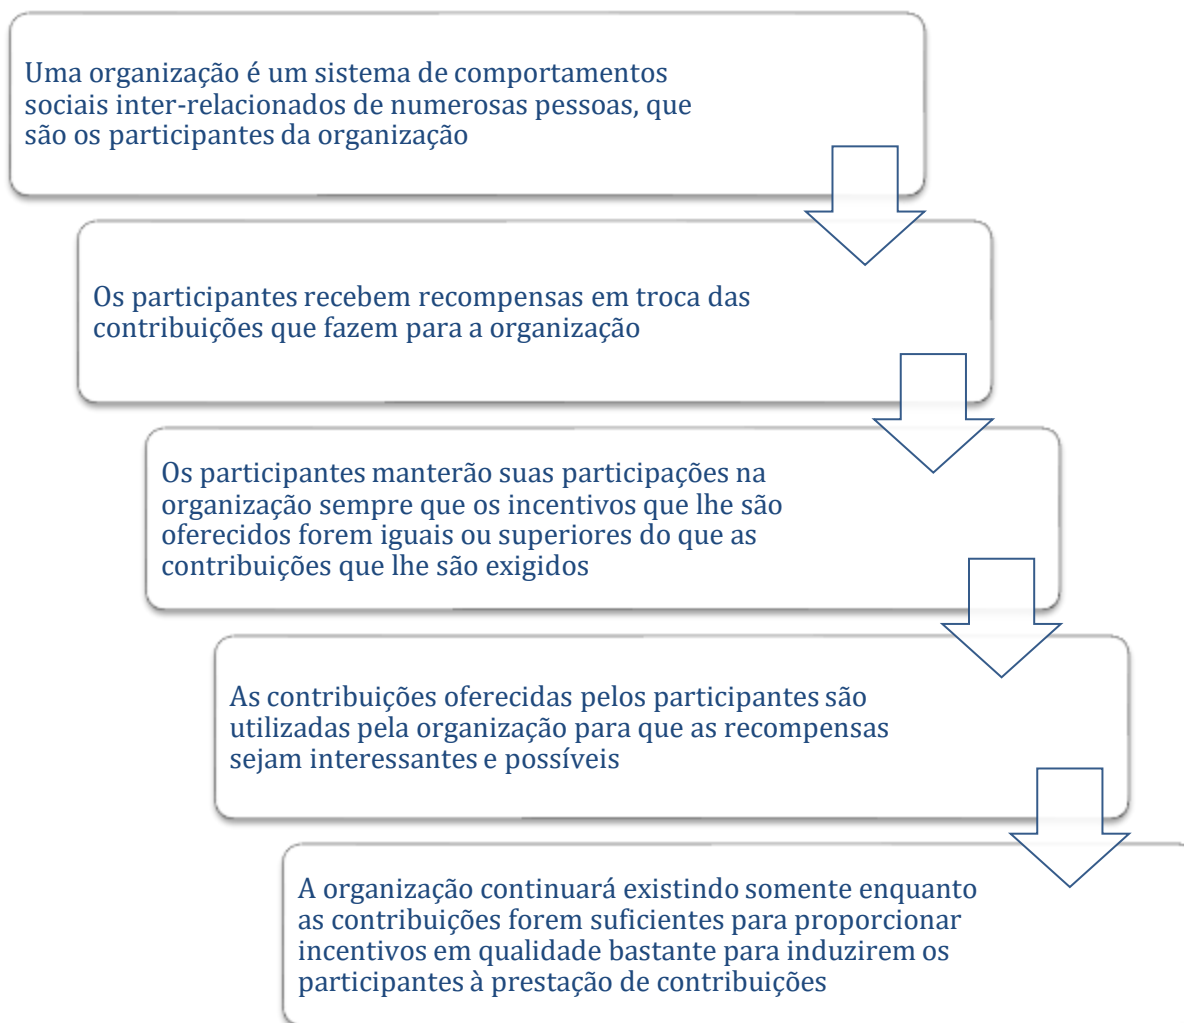 Uma organização é um sistema de comportamentos
sociais inter-relacionados de numerosas pessoas, que
são os participantes da organização
Os participantes recebem recompensas em troca das
contribuições que fazem para a organização
Os participantes manterão suas participações na
organização sempre que os incentivos que lhe são
oferecidos forem iguais ou superiores do que as
contribuições que lhe são exigidos
As contribuições oferecidas pelos participantes são
utilizadas pela organização para que as recompensas
sejam interessantes e possíveis
A organização continuará existindo somente enquanto
as contribuições forem suficientes para proporcionar
incentivos em qualidade bastante para induzirem os
participantes à prestação de contribuições